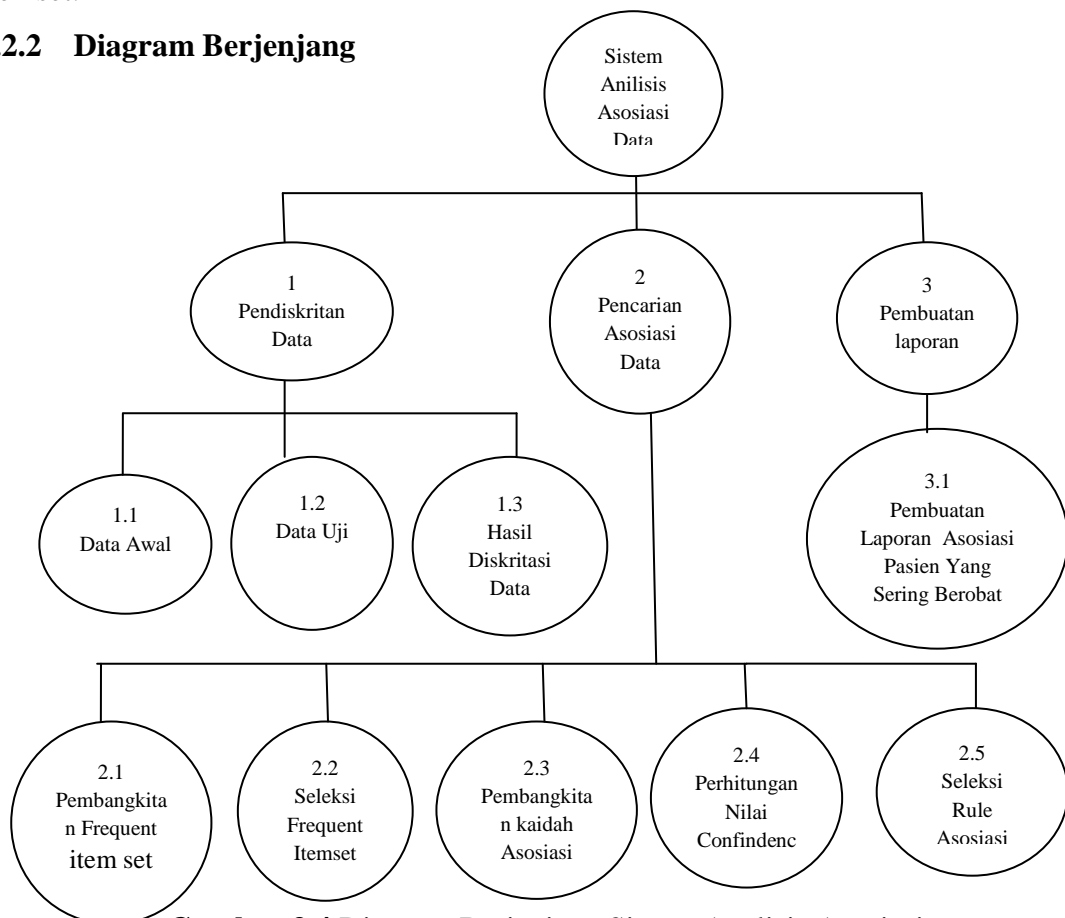 2.2 Diagram Berjenjang
Sistem
Anilisis
Asosiasi
Data
1
Pendiskritan
Data
2
Pencarian
Asosiasi
Data
3
Pembuatan
laporan
1.1
Data Awal
1.2
Data Uji
1.3
Hasil
Diskritasi
Data
3.1
Pembuatan
Laporan Asosiasi
Pasien Yang
Sering Berobat
2.1
Pembangkita
n Frequent
item set
2.2
Seleksi
Frequent
Itemset
2.3
Pembangkita
n kaidah
Asosiasi
2.4
Perhitungan
Nilai
Confindenc
2.5
Seleksi
Rule
Asosiasi